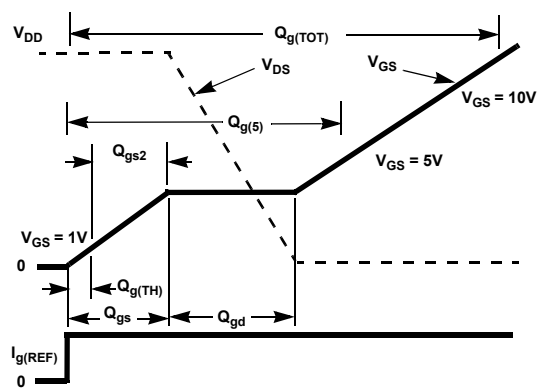 V_DD
Q_g(TOT)
V_DS
V_GS
V_GS = 10V
Q_g(5)
Q_gs2
V_GS = 5V
V_GS = 1V
0
Q_g(TH)
Q_gs
Q_gd
I_g(REF)
0